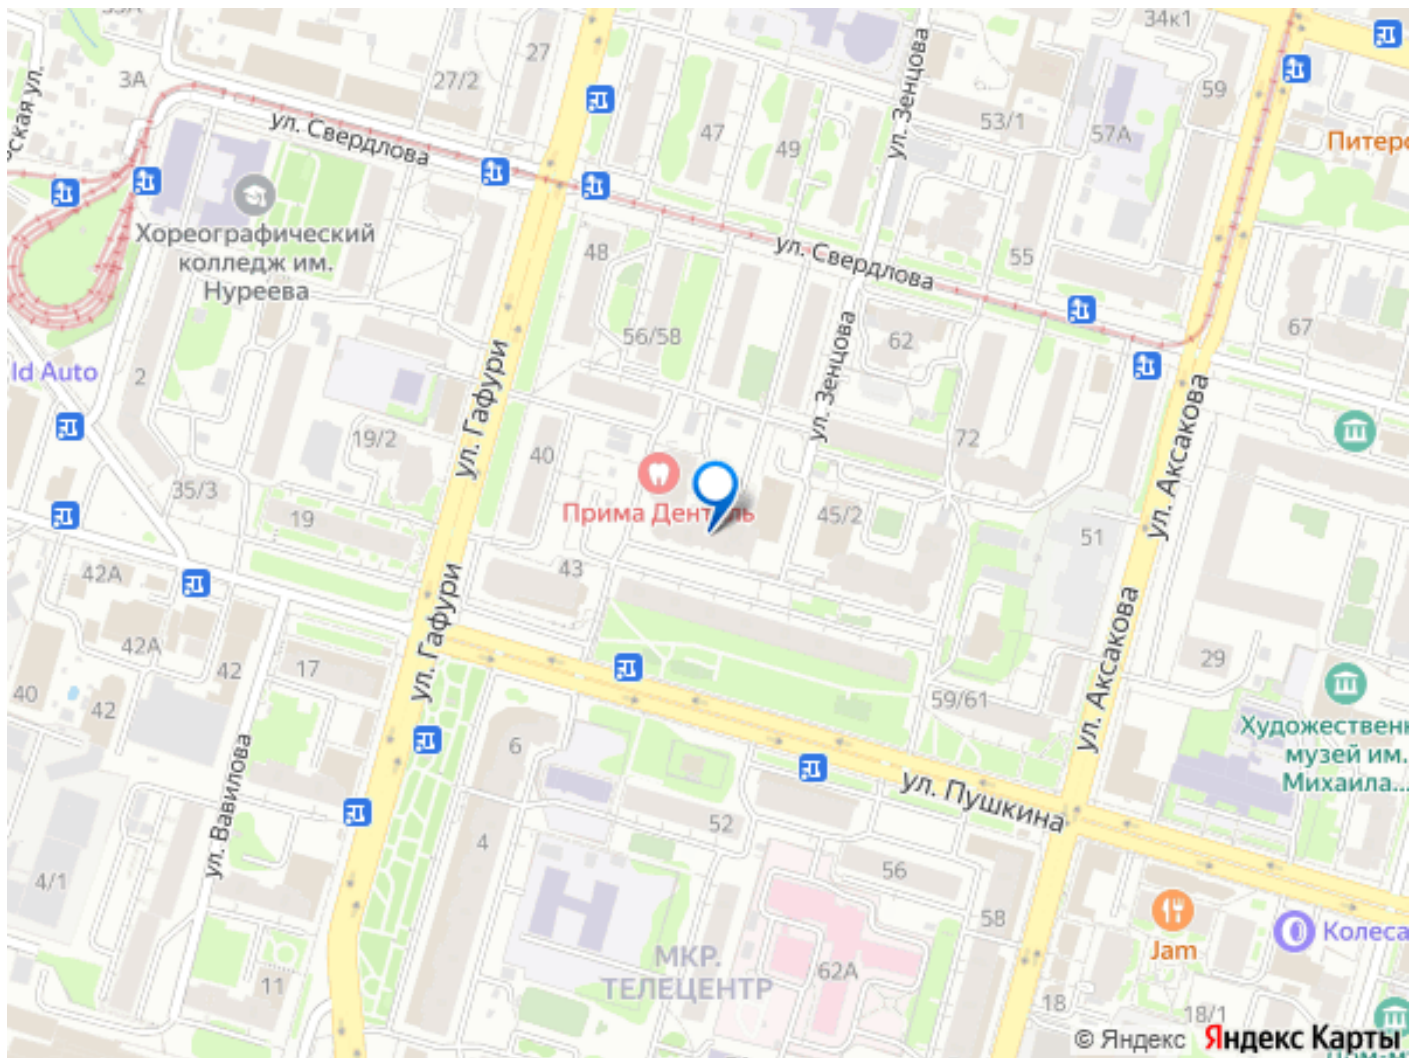 34к1
27
3А
27/2
59
ул. Зенцова
ул. Свердлова
47
49
53/1
57А
Хореографический
колледж им.
Нуреева
48
ул. Свердлова
55
56/58
62
67
ld Auto
2
ул. Гафури
ул. Зенцова
ул. Аксакова
19/2
40
72
35/3
19
Прима Денталь
45/2
51
42А
43
ул. Гафури
42А
42
17
29
40
42
59/61
ул. Аксакова
Художественн
музей им.
Михаила...
6
ул. Вавилова
ул. Пушкина
52
4
56
4/1
58
Jam
Колеса
МКР.
ТЕЛЕЦЕНТР
62А
11
18
18/1
© Яндекс Яндекс Карты